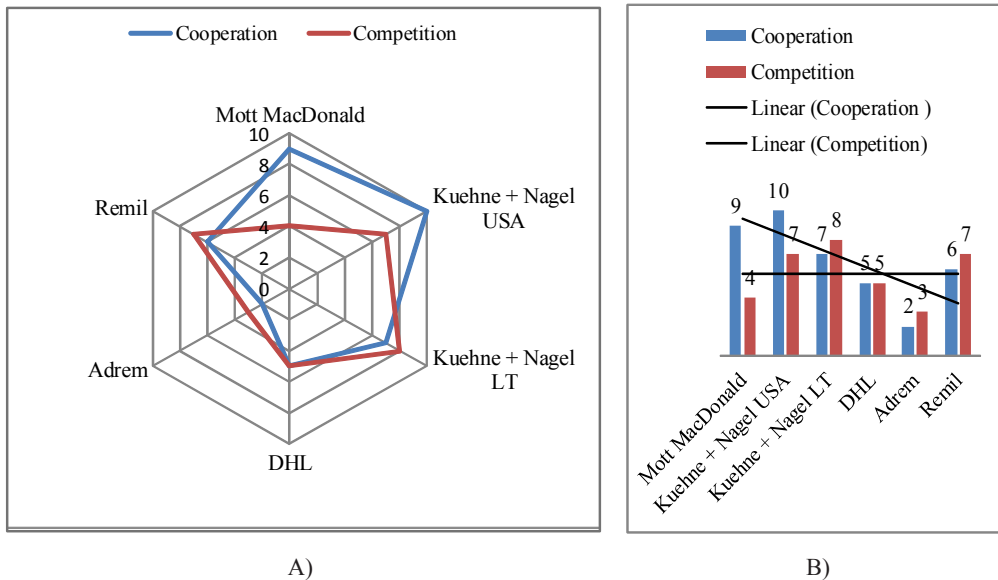 Cooperation
Competition
Mott MacDonald
10
8
6
4
2
0
Kuehne + Nagel
USA
Kuehne + Nagel
LT
DHL
Adrem
Remil
A)
Cooperation
Competition
Linear (Cooperation )
Linear (Competition)
9
4
10
7
7
8
5
5
2
3
6
7
Mott MacDonald
Kuehne + Nagel USA
Kuehne + Nagel LT
DHL
Adrem
Remil
B)